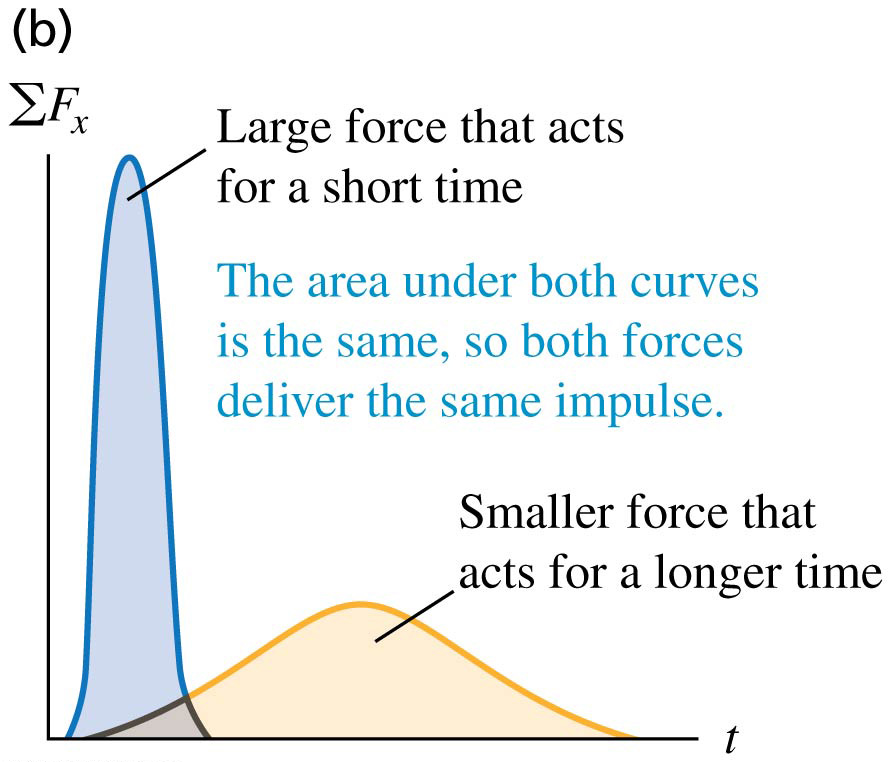 (b)
ΣFₓ
Large force that acts
for a short time
The area under both curves
is the same, so both forces
deliver the same impulse.
Smaller force that
acts for a longer time
t